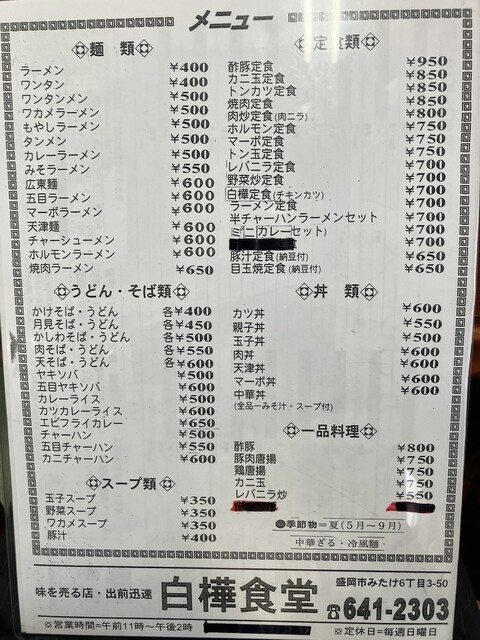 メニュー
麺 類
ラーメン ¥400
ワンタン ¥400
ワンタンメン ¥500
ワカメラーメン ¥500
もやしラーメン ¥500
タンメン ¥500
カレーラーメン ¥500
みそラーメン ¥550
広東麺 ¥600
五目ラーメン ¥600
マーボラーメン ¥600
天津麺 ¥600
チャーシューメン ¥600
ホルモンラーメン ¥600
焼肉ラーメン ¥650
うどん・そば類
かけそば・うどん 各¥400
月見そば・うどん 各¥450
かしわそば・うどん 各¥500
肉そば・うどん 各¥550
天そば・うどん 各¥600
ヤキソバ ¥500
五目ヤキソバ ¥600
カレーライス ¥500
カツカレーライス ¥600
エビフライカレー ¥650
チャーハン ¥500
五目チャーハン ¥550
カニチャーハン ¥600
スープ類
玉子スープ ¥350
野菜スープ ¥350
ワカメスープ ¥350
豚汁 ¥400
定食類
酢豚定食 ¥950
カニ玉定食 ¥850
トンカツ定食 ¥850
焼肉定食 ¥850
肉炒定食(肉ニラ) ¥800
ホルモン定食 ¥750
マーボ定食 ¥750
トン玉定食 ¥750
レバニラ定食 ¥700
野菜炒定食 ¥700
白樺定食(チキンカツ) ¥700
ラーメン定食 ¥700
半チャーハンラーメンセット ¥700
ミニカレーセット) ¥700
定食 ¥700
豚汁定食(納豆付) ¥650
目玉焼定食(納豆付) ¥650
丼 類
カツ丼 ¥600
親子丼 ¥550
玉子丼 ¥500
肉丼 ¥600
天津丼 ¥600
マーボ丼 ¥600
中華丼 ¥600
(全品一みそ汁・スープ付)
一品料理
酢豚 ¥800
豚肉唐揚 ¥750
鶏唐揚 ¥750
カニ玉 ¥750
レバニラ炒 ¥550
●季節物=夏(5月〜9月)
中華ざる・冷風麺
味を売る店・出前迅速 白樺食堂
盛岡市みたけ6丁目3-50
☎641-2303
※営業時間=午前11時〜午後2時
※定休日=毎週日曜日